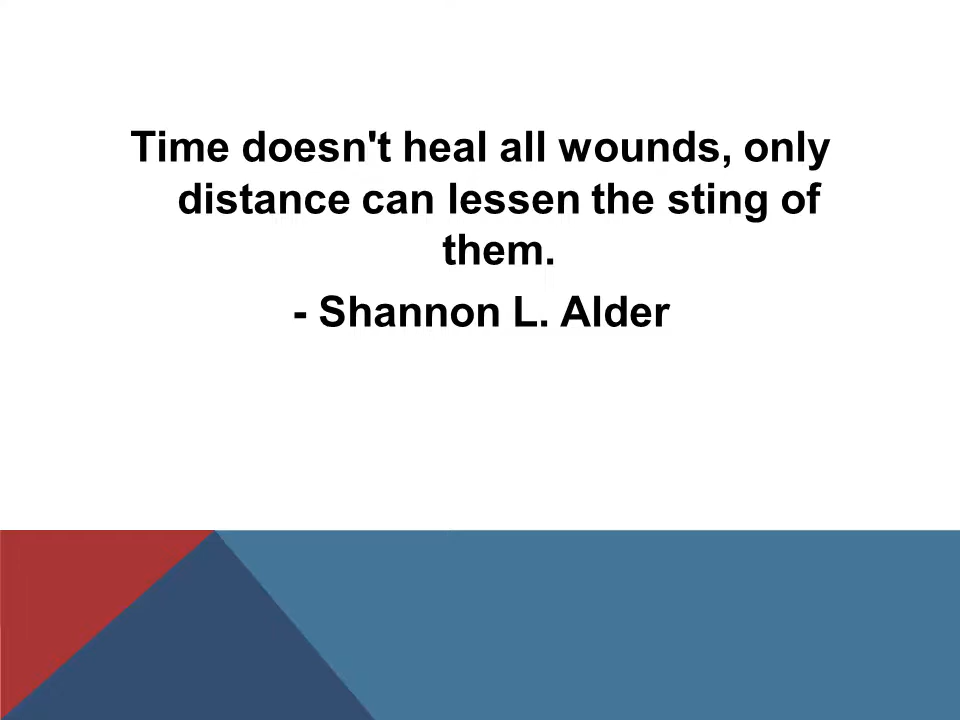 Time doesn't heal all wounds, only
distance can lessen the sting of
them.
- Shannon L. Alder